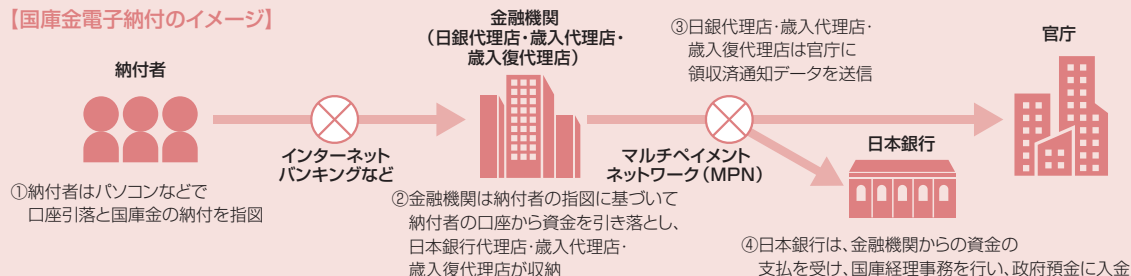 【国庫金電子納付のイメージ】
納付者
①納付者はパソコンなどで
口座引落と国庫金の納付を指図
インターネット
バンキングなど
金融機関
(日銀代理店・歳入代理店・
歳入復代理店)
②金融機関は納付者の指図に基づいて
納付者の口座から資金を引き落とし、
日本銀行代理店・歳入代理店・
歳入復代理店が収納
マルチペイメント
ネットワーク(MPN)
③日銀代理店・歳入代理店・
歳入復代理店は官庁に
領収済通知データを送信
官庁
日本銀行
④日本銀行は、金融機関からの資金の
支払を受け、国庫経理事務を行い、政府預金に入金